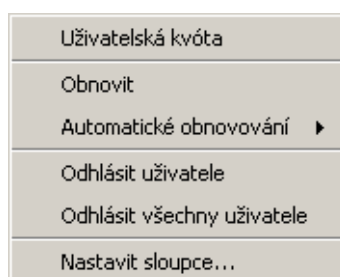 Uživatelská kvóta
Obnovit
Automatické obnovování
Odhlásit uživatele
Odhlásit všechny uživatele
Nastavit sloupce...